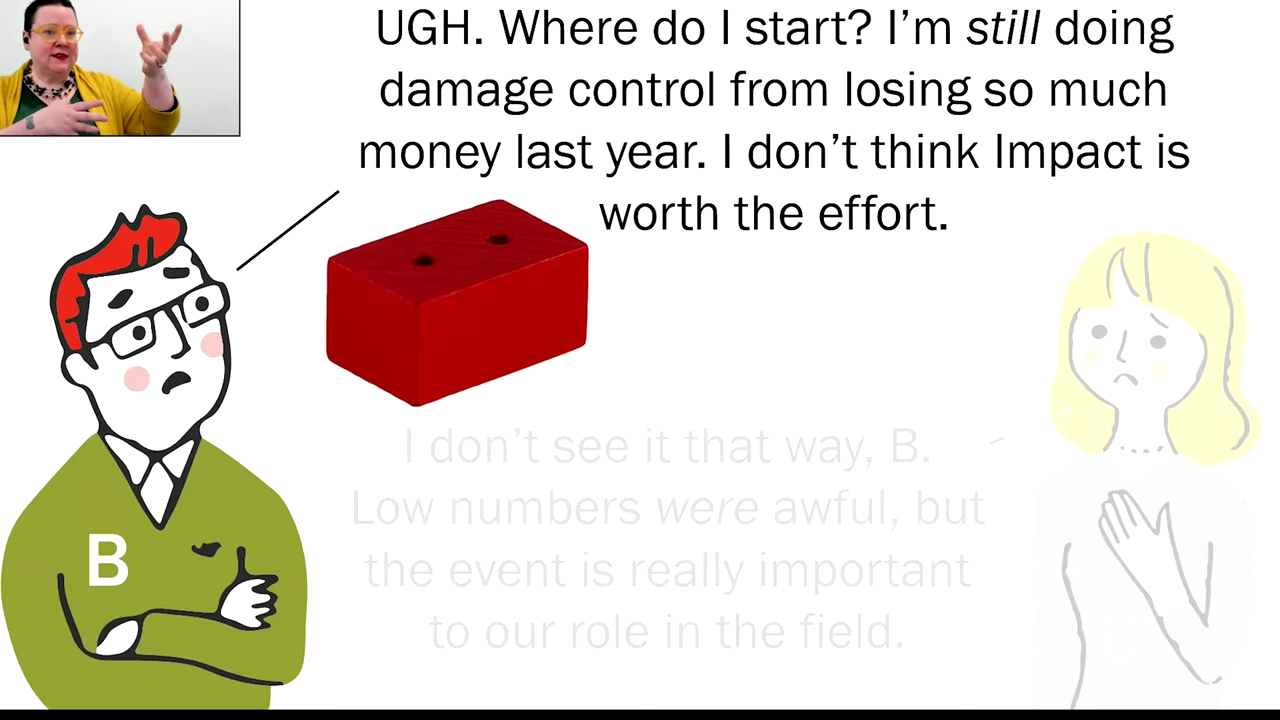 UGH. Where do I start? I’m still doing
damage control from losing so much
money last year. I don’t think Impact is
worth the effort.
I don’t see it that way, B.
Low numbers were awful, but
the event is really important
to our role in the field.
B